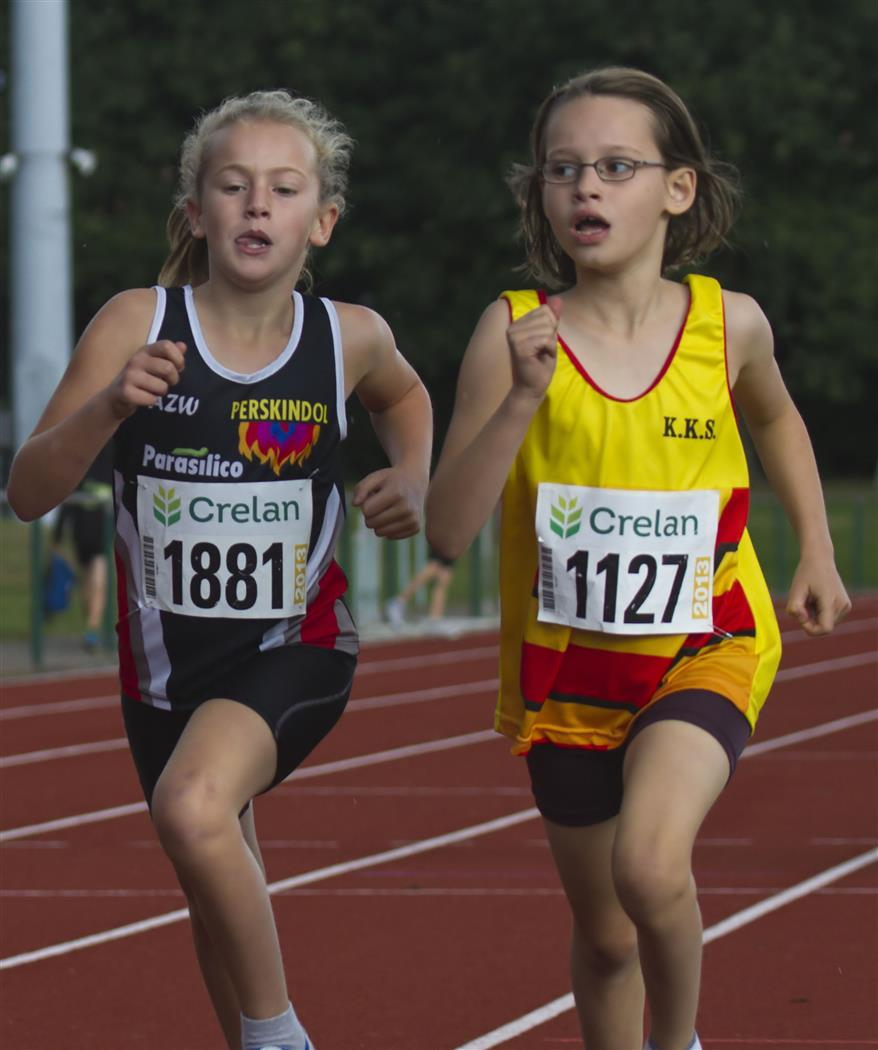 AZW
PERSKINDOL
Parasilico
Crelan
1881
2013
K.K.S.
Crelan
1127
2013